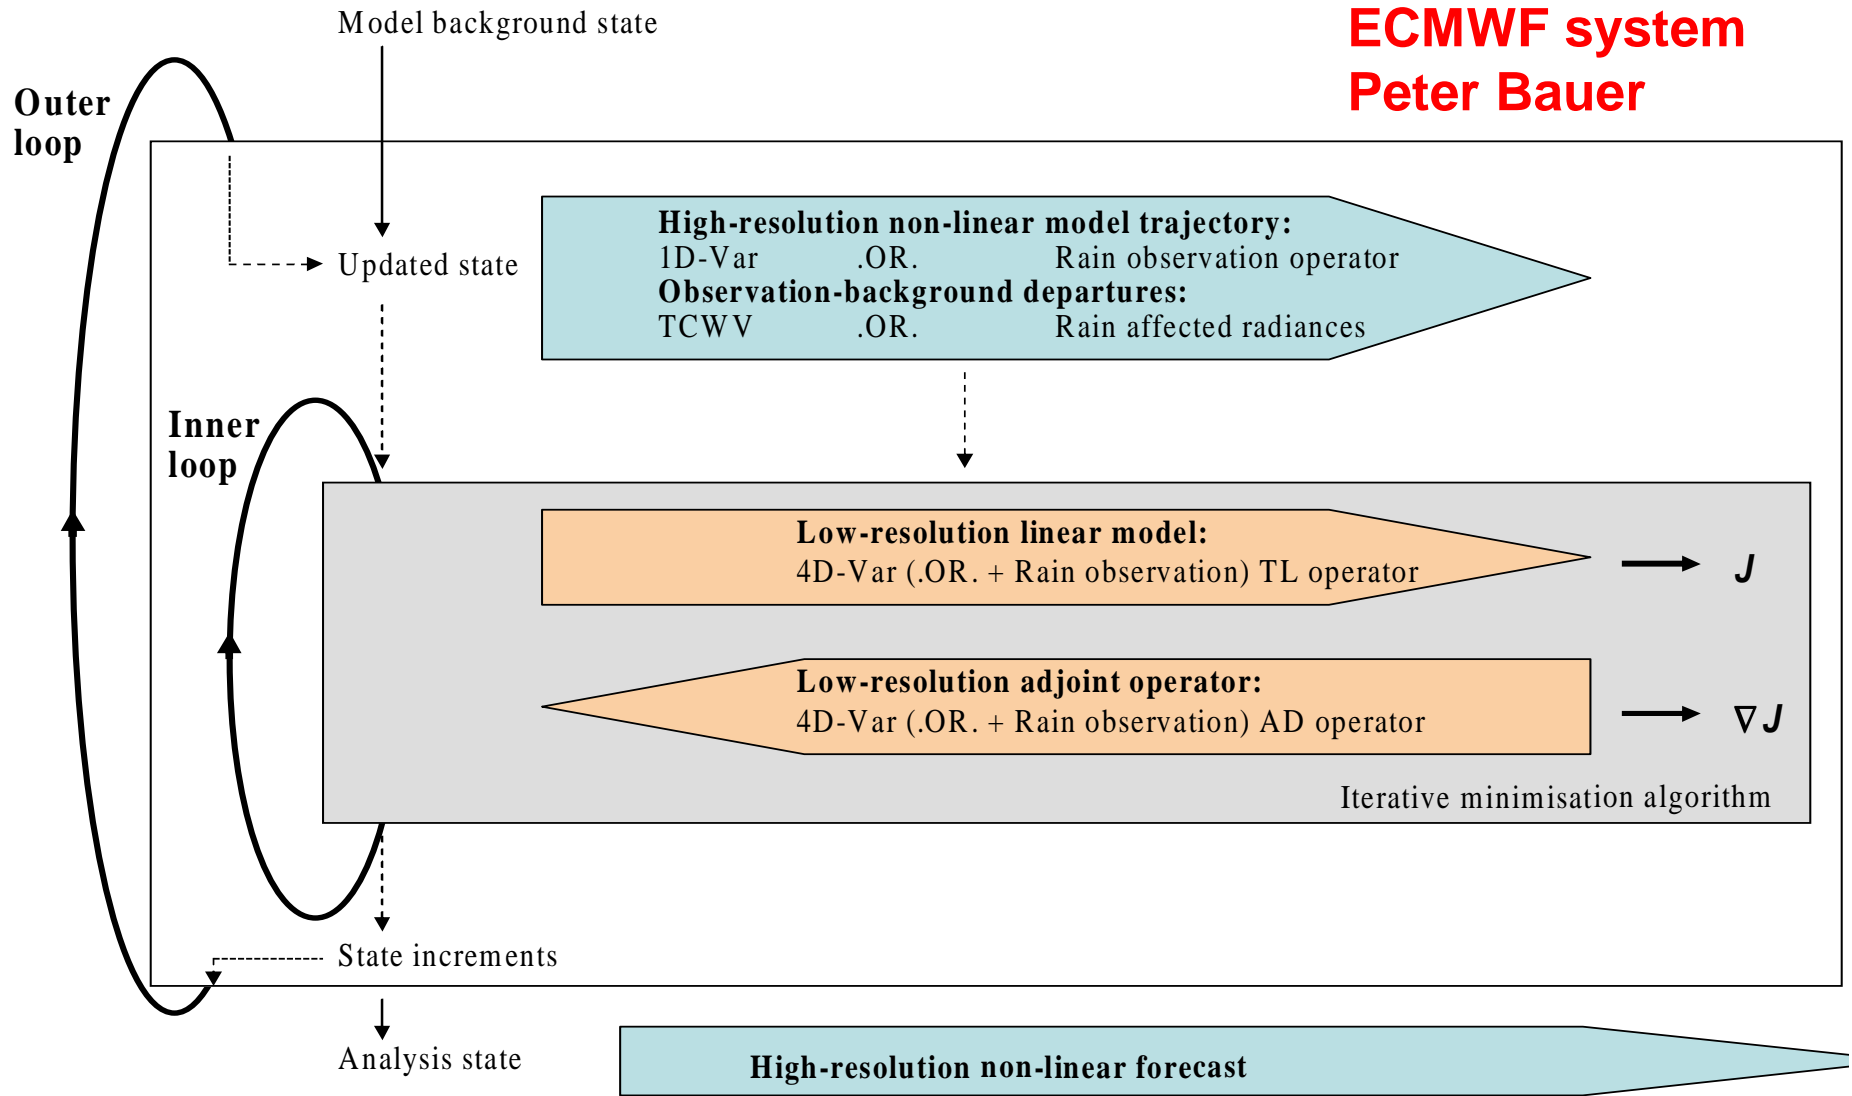 Model background state
ECMWF system
Peter Bauer
Outer
loop
High-resolution non-linear model trajectory:
1D-Var .OR. Rain observation operator
Updated state
Observation-background departures:
TCWV .OR. Rain affected radiances
Inner
loop
Low-resolution linear model:
4D-Var (.OR. + Rain observation) TL operator
J
Low-resolution adjoint operator:
4D-Var (.OR. + Rain observation) AD operator
∇J
Iterative minimisation algorithm
State increments
Analysis state
High-resolution non-linear forecast